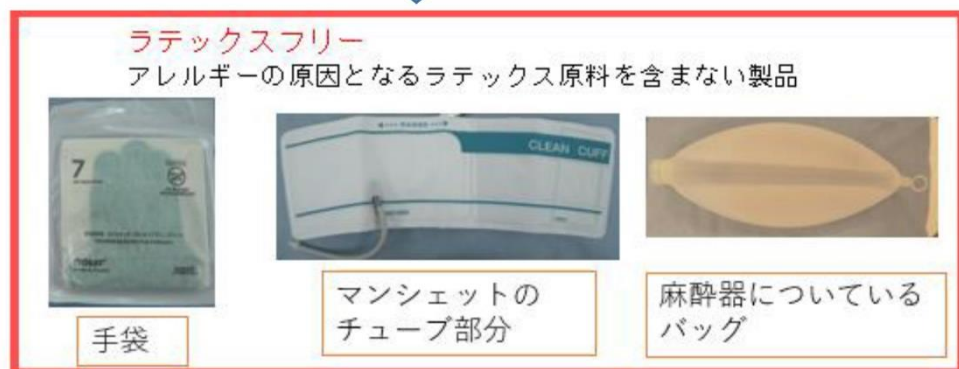 ラテックスフリー
アレルギーの原因となるラテックス原料を含まない製品
7
RANGE
CLEAN CUFF
手袋
マンシェットの
チューブ部分
麻酔器についている
バッグ